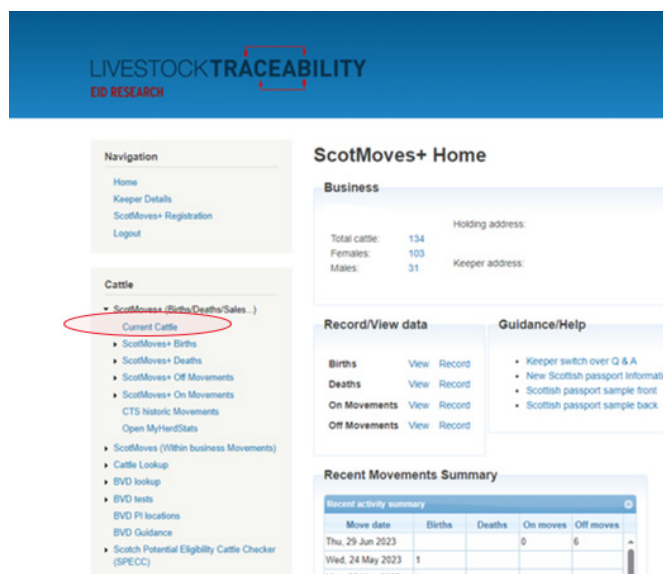 LIVESTOCKTRACEABILITY
EID RESEARCH
Navigation
Home
Keeper Details
ScotMoves+ Registration
Logout
Cattle
ScotMoves+ (Births/Deaths/Sales...)
Current Cattle
ScotMoves+ Births
ScotMoves+ Deaths
ScotMoves+ Off Movements
ScotMoves+ On Movements
CTS historic Movements
Open MyHerdStats
ScotMoves (Within business Movements)
Cattle Lookup
BVD lookup
BVD tests
BVD PI locations
BVD Guidance
Scotch Potential Eligibility Cattle Checker
(SPECC)
ScotMoves+ Home
Business
Holding address:
Total cattle: 134
Females: 103
Males: 31
Keeper address:
Record/View data
Births View Record
Deaths View Record
On Movements View Record
Off Movements View Record
Guidance/Help
Keeper switch over Q & A
New Scottish passport Informat
Scottish passport sample front
Scottish passport sample back
Recent Movements Summary
Recent activity summary
Move date Births Deaths On moves Off moves
Thu, 29 Jun 2023 0 6
Wed, 24 May 2023 1